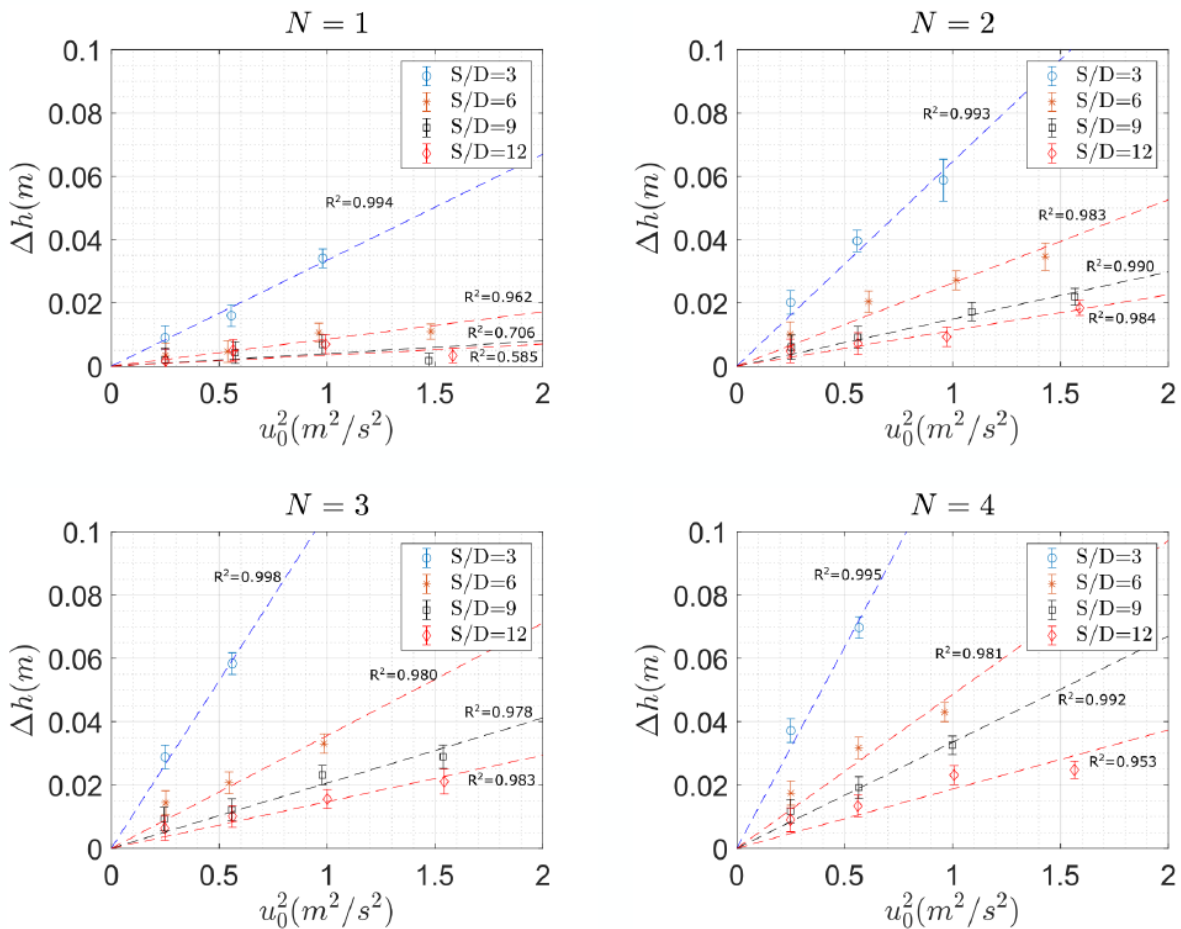 N = 1
0.1
0.08
0.06
0.04
0.02
0
Δh(m)
S/D=3
S/D=6
S/D=9
S/D=12
R²=0.994
R²=0.962
R²=0.706
R²=0.585
0 0.5 1 1.5 2
u₀²(m²/s²)
N = 2
0.1
0.08
0.06
0.04
0.02
0
Δh(m)
S/D=3
S/D=6
S/D=9
S/D=12
R²=0.993
R²=0.983
R²=0.990
R²=0.984
0 0.5 1 1.5 2
u₀²(m²/s²)
N = 3
0.1
0.08
0.06
0.04
0.02
0
Δh(m)
S/D=3
S/D=6
S/D=9
S/D=12
R²=0.998
R²=0.980
R²=0.978
R²=0.983
0 0.5 1 1.5 2
u₀²(m²/s²)
N = 4
0.1
0.08
0.06
0.04
0.02
0
Δh(m)
S/D=3
S/D=6
S/D=9
S/D=12
R²=0.995
R²=0.981
R²=0.992
R²=0.953
0 0.5 1 1.5 2
u₀²(m²/s²)